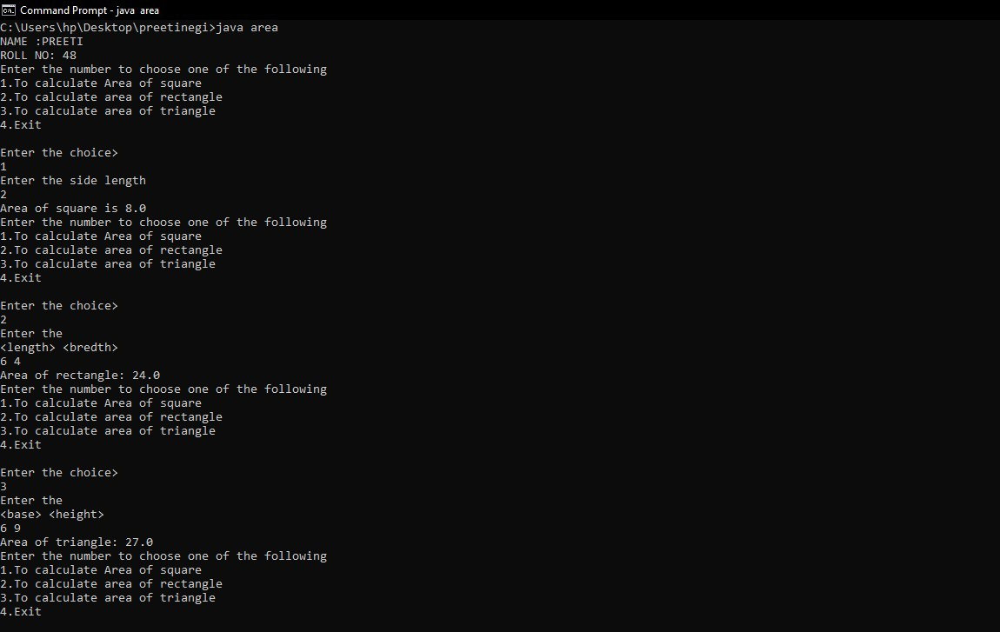 Command Prompt - java area
C:\Users\hp\Desktop\preetinegi>java area
NAME :PREETI
ROLL NO: 48
Enter the number to choose one of the following
1.To calculate Area of square
2.To calculate area of rectangle
3.To calculate area of triangle
4.Exit
Enter the choice>
1
Enter the side length
2
Area of square is 8.0
Enter the number to choose one of the following
1.To calculate Area of square
2.To calculate area of rectangle
3.To calculate area of triangle
4.Exit
Enter the choice>
2
Enter the
<length> <bredth>
6 4
Area of rectangle: 24.0
Enter the number to choose one of the following
1.To calculate Area of square
2.To calculate area of rectangle
3.To calculate area of triangle
4.Exit
Enter the choice>
3
Enter the
<base> <height>
6 9
Area of triangle: 27.0
Enter the number to choose one of the following
1.To calculate Area of square
2.To calculate area of rectangle
3.To calculate area of triangle
4.Exit